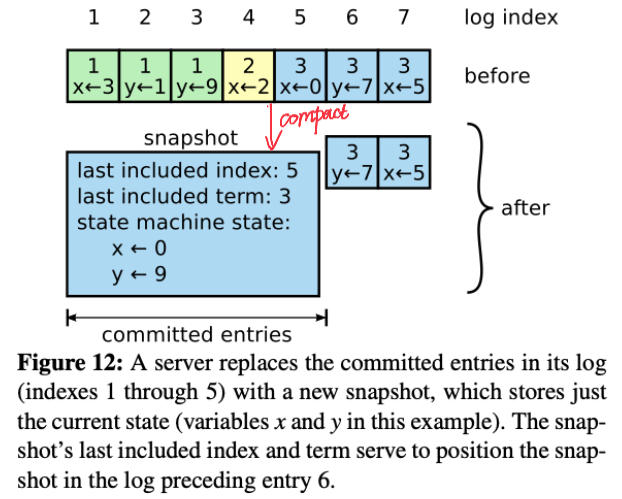 1 2 3 4 5 6 7 log index
1 1 1 2 3 3 3
x←3 y←1 y←9 x←2 x←0 y←7 x←5
before
compact
snapshot
3 3
y←7 x←5
last included index: 5
last included term: 3
state machine state:
x ← 0
y ← 9
after
committed entries
Figure 12: A server replaces the committed entries in its log
(indexes 1 through 5) with a new snapshot, which stores just
the current state (variables x and y in this example). The snap-
shot's last included index and term serve to position the snap-
shot in the log preceding entry 6.